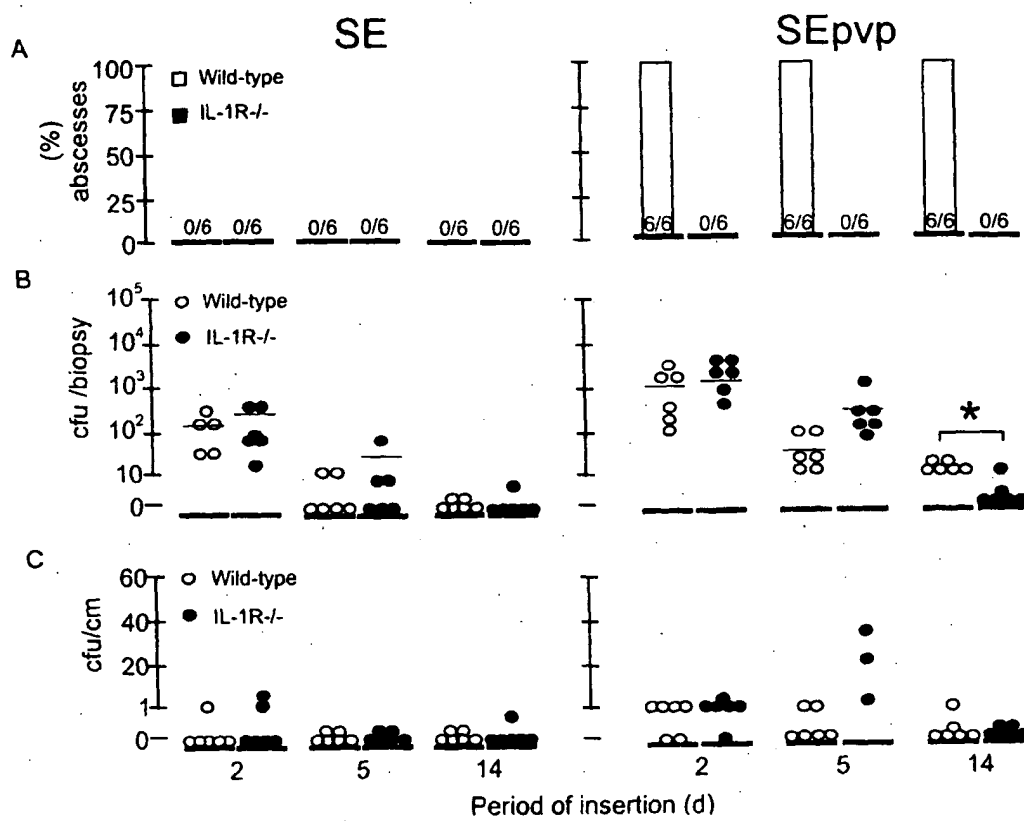 SE SEpvp
A
(%) abscesses
100 Wild-type
75 IL-1R-/-
50
25
0
0/6 0/6 0/6 0/6 0/6 0/6 6/6 0/6 6/6 0/6 6/6 0/6
B
cfu /biopsy
10^5 Wild-type
10^4 IL-1R-/-
10^3
10^2
10
0
*
C
cfu/cm
60 Wild-type
40 IL-1R-/-
20
1
0
2 5 14 2 5 14
Period of insertion (d)